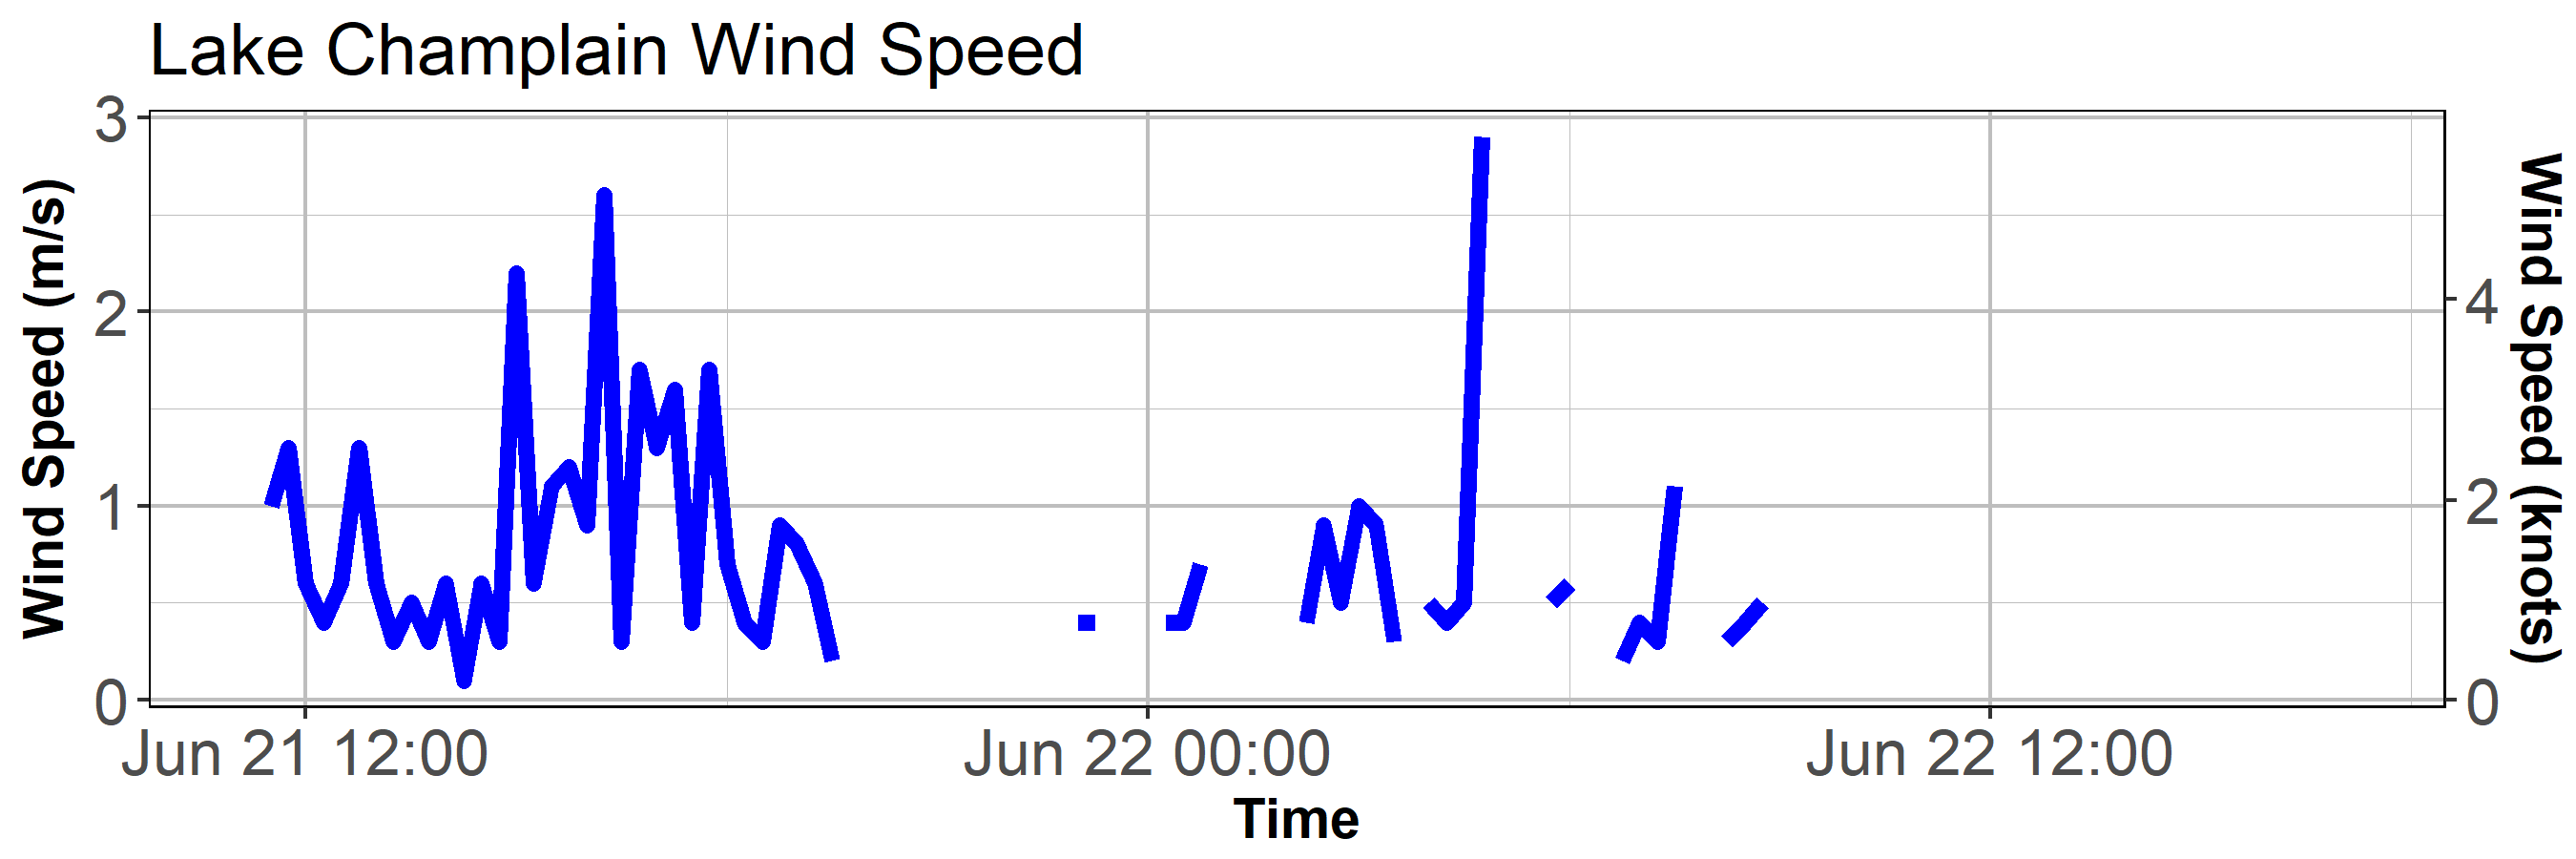 Lake Champlain Wind Speed
Wind Speed (m/s)
3
2
1
0
Wind Speed (knots)
4
2
0
Jun 21 12:00
Jun 22 00:00
Jun 22 12:00
Time